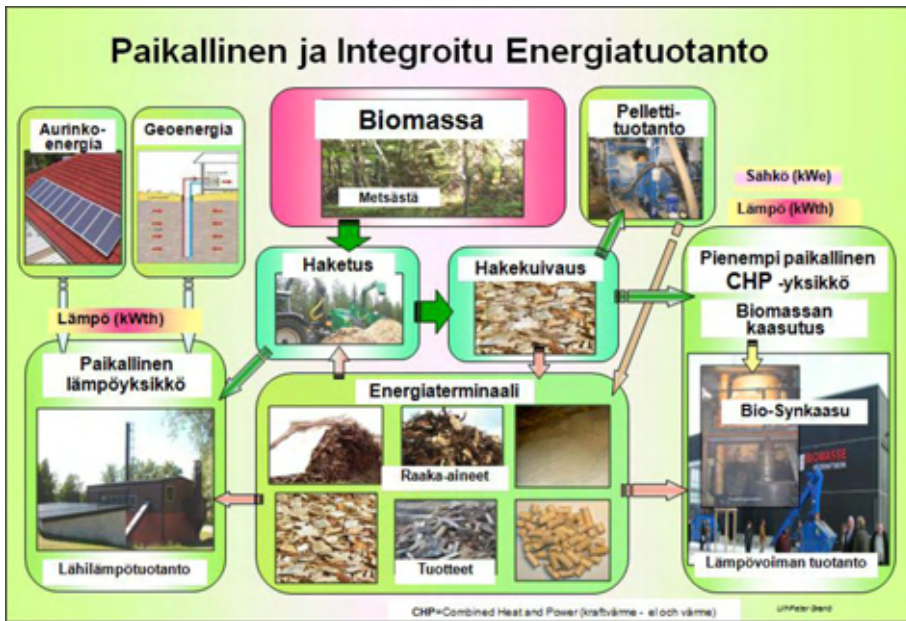 Paikallinen ja Integroitu Energiatuotanto
Aurinko-
energia
Geoenergia
Biomassa
Metsästä
Pelletti-
tuotanto
Sähkö (kWe)
Lämpö (kWth)
Haketus
Hakekuivaus
Pienempi paikallinen
CHP -yksikkö
Biomassan
kaasutus
Lämpö (kWth)
Paikallinen
lämpöyksikkö
Energiaterminaali
Bio-Synkaasu
BIOMASSE
Raaka-aineet
Tuotteet
Lähilämpötuotanto
Lämpövoiman tuotanto
CHP=Combined Heat and Power (kraftvärme - el och värme)